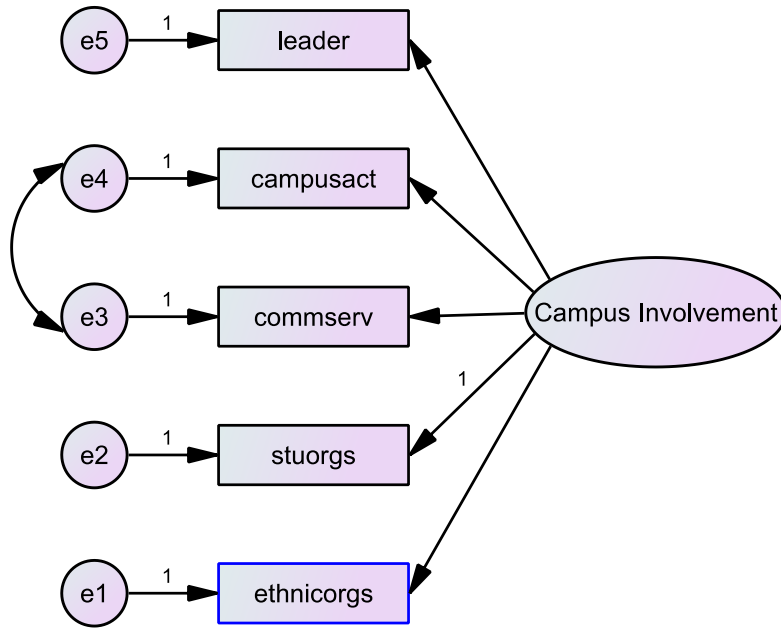 e5
1
leader
e4
1
campusact
e3
1
commserv
Campus Involvement
1
e2
1
stuorgs
e1
1
ethnicorgs